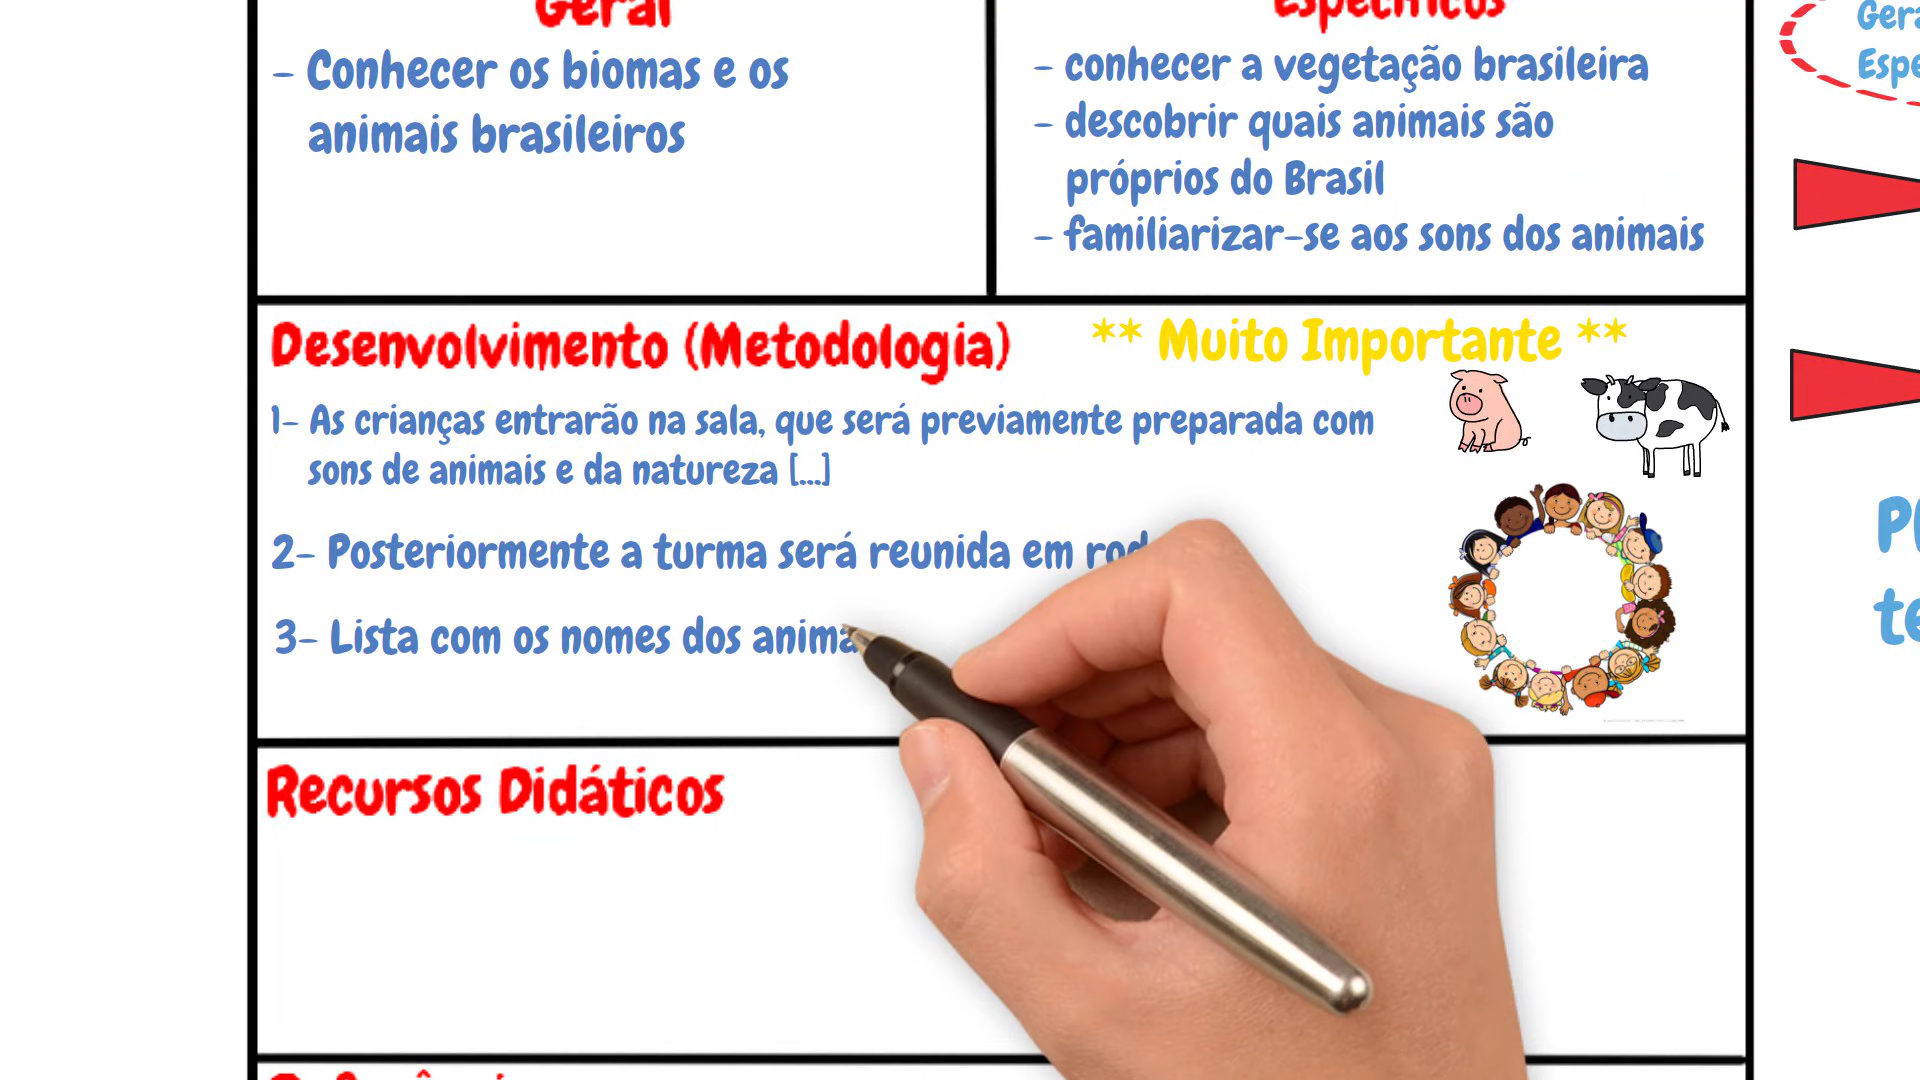 Geral
- Conhecer os biomas e os
animais brasileiros
Específicos
- conhecer a vegetação brasileira
- descobrir quais animais são
próprios do Brasil
- familiarizar-se aos sons dos animais
Desenvolvimento (Metodologia)
** Muito Importante **
1- As crianças entrarão na sala, que será previamente preparada com
sons de animais e da natureza [...]
2- Posteriormente a turma será reunida em rod
3- Lista com os nomes dos anima
Recursos Didáticos
Gera
Espe
Pl
te